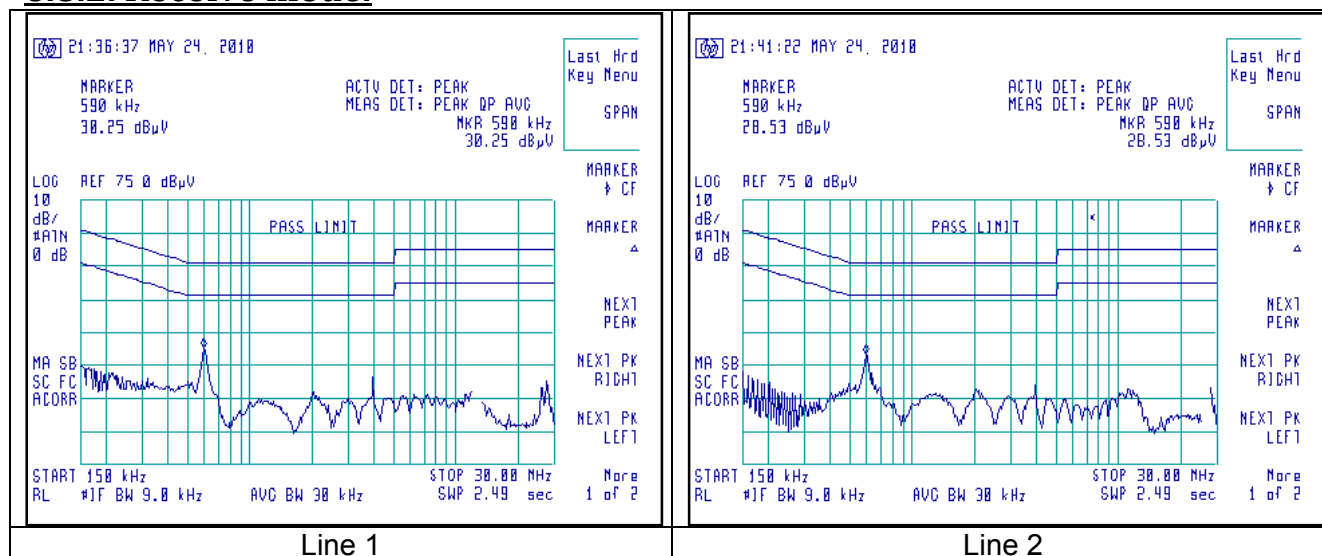 21:36:37 MAY 24, 2010
MARKER
590 kHz
30.25 dBµV
ACTV DET: PEAK
MEAS DET: PEAK QP AVG
MKR 590 kHz
30.25 dBµV
Last Hrd
Key Menu
SPAN
MARKER
→ CF
MARKER
Δ
NEXT
PEAK
NEXT PK
RIGHT
NEXT PK
LEFT
More
1 of 2
LOG REF 75.0 dBµV
10
dB/
#ATN
0 dB
PASS LIMIT
MA SB
SC FC
ACORR
START 150 kHz STOP 30.00 MHz
RL #IF BW 9.0 kHz AVG BW 30 kHz SWP 2.49 sec
Line 1
21:41:22 MAY 24, 2010
MARKER
590 kHz
28.53 dBµV
ACTV DET: PEAK
MEAS DET: PEAK QP AVG
MKR 590 kHz
28.53 dBµV
Last Hrd
Key Menu
SPAN
MARKER
→ CF
MARKER
Δ
NEXT
PEAK
NEXT PK
RIGHT
NEXT PK
LEFT
More
1 of 2
LOG REF 75.0 dBµV
10
dB/
#ATN
0 dB
PASS LIMIT
MA SB
SC FC
ACORR
START 150 kHz STOP 30.00 MHz
RL #IF BW 9.0 kHz AVG BW 30 kHz SWP 2.49 sec
Line 2